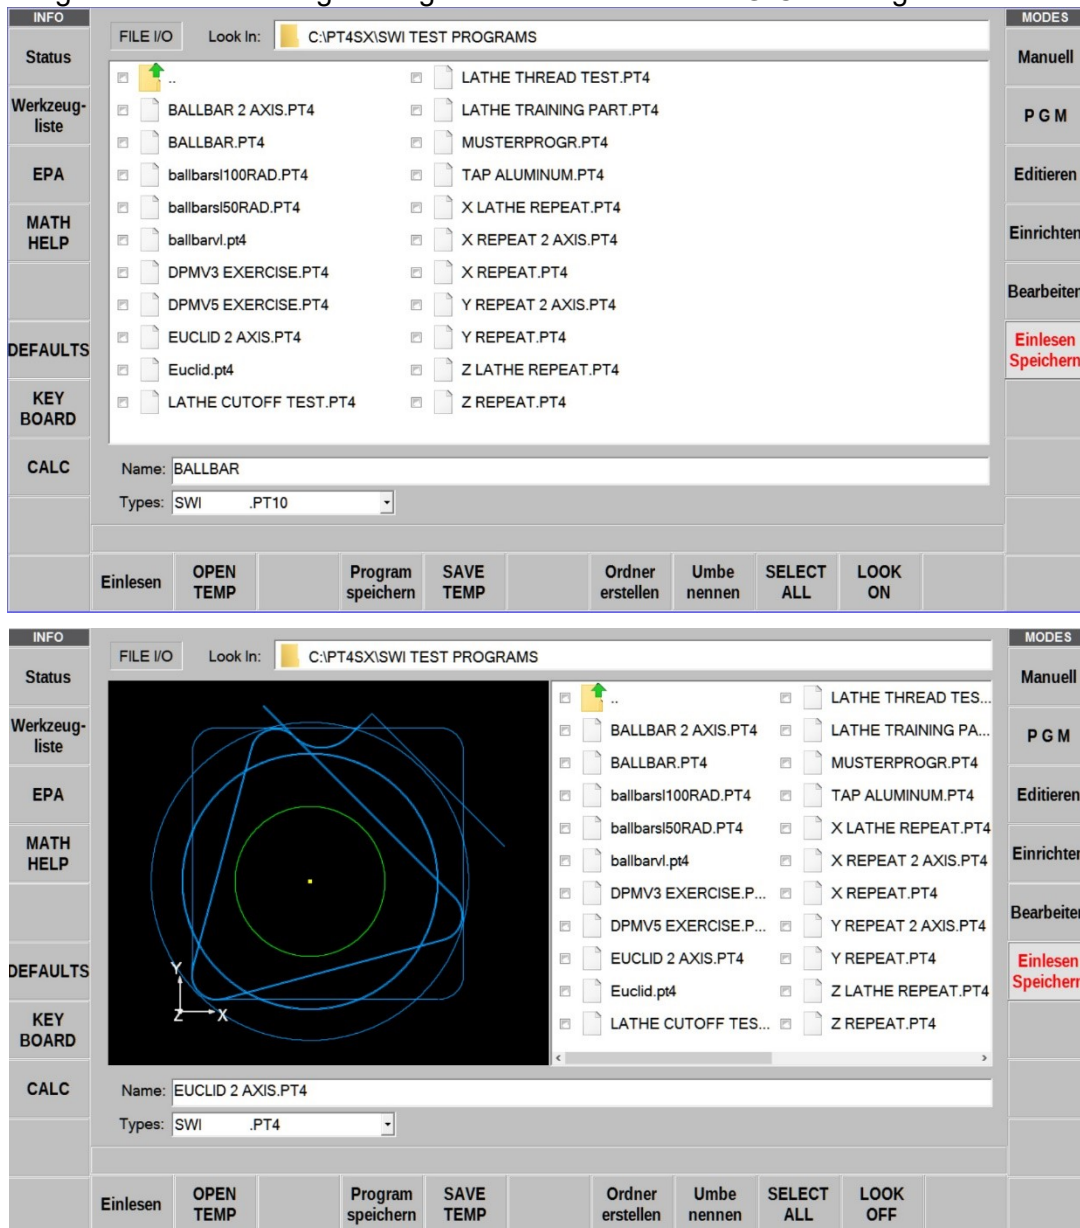 INFO
MODES
FILE I/O Look In: C:\PT4SX\SWI TEST PROGRAMS
Status
Manuell
..
LATHE THREAD TEST.PT4
Werkzeug-
liste
BALLBAR 2 AXIS.PT4
LATHE TRAINING PART.PT4
P G M
BALLBAR.PT4
MUSTERPROGR.PT4
EPA
ballbarsl100RAD.PT4
TAP ALUMINUM.PT4
Editieren
ballbarsl50RAD.PT4
X LATHE REPEAT.PT4
MATH
HELP
ballbarvl.pt4
X REPEAT 2 AXIS.PT4
Einrichten
DPMV3 EXERCISE.PT4
X REPEAT.PT4
DPMV5 EXERCISE.PT4
Y REPEAT 2 AXIS.PT4
Bearbeiten
EUCLID 2 AXIS.PT4
Y REPEAT.PT4
DEFAULTS
Einlesen
Speichern
Euclid.pt4
Z LATHE REPEAT.PT4
KEY
BOARD
LATHE CUTOFF TEST.PT4
Z REPEAT.PT4
CALC
Name: BALLBAR
Types: SWI .PT10
Einlesen
OPEN
TEMP
Program
speichern
SAVE
TEMP
Ordner
erstellen
Umbe
nennen
SELECT
ALL
LOOK
ON
INFO
MODES
FILE I/O Look In: C:\PT4SX\SWI TEST PROGRAMS
Status
Manuell
..
LATHE THREAD TES...
Werkzeug-
liste
BALLBAR 2 AXIS.PT4
LATHE TRAINING PA...
P G M
BALLBAR.PT4
MUSTERPROGR.PT4
EPA
ballbarsl100RAD.PT4
TAP ALUMINUM.PT4
Editieren
ballbarsl50RAD.PT4
X LATHE REPEAT.PT4
MATH
HELP
ballbarvl.pt4
X REPEAT 2 AXIS.PT4
Einrichten
DPMV3 EXERCISE.P...
X REPEAT.PT4
DPMV5 EXERCISE.P...
Y REPEAT 2 AXIS.PT4
Bearbeiten
EUCLID 2 AXIS.PT4
Y REPEAT.PT4
DEFAULTS
Y
Z X
Einlesen
Speichern
Euclid.pt4
Z LATHE REPEAT.PT4
KEY
BOARD
LATHE CUTOFF TES...
Z REPEAT.PT4
CALC
Name: EUCLID 2 AXIS.PT4
Types: SWI .PT4
Einlesen
OPEN
TEMP
Program
speichern
SAVE
TEMP
Ordner
erstellen
Umbe
nennen
SELECT
ALL
LOOK
OFF